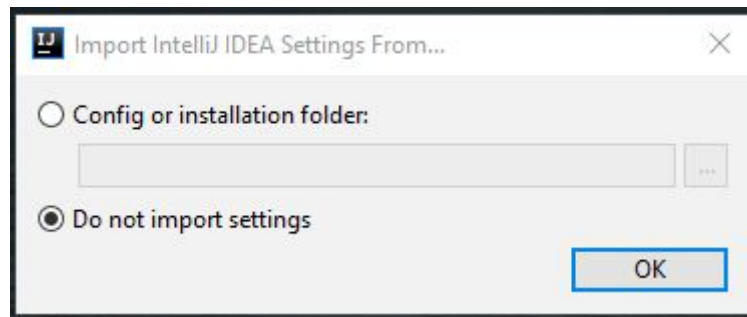 IJ Import IntelliJ IDEA Settings From...
Config or installation folder:
...
Do not import settings
OK